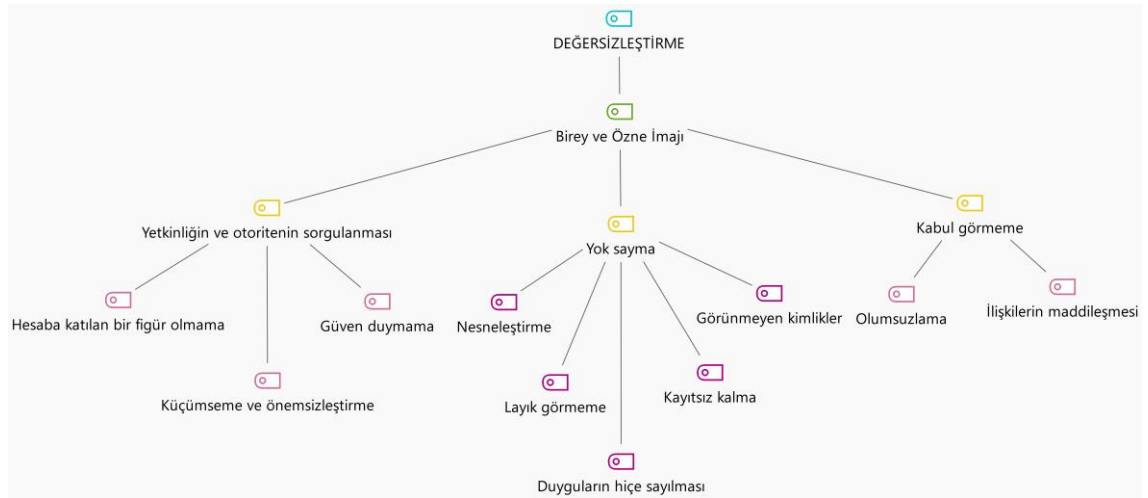 DEĞERSİZLEŞTİRME
Birey ve Özne İmajı
Yetkinliğin ve otoritenin sorgulanması
Yok sayma
Kabul görmeme
Hesaba katılan bir figür olmama
Güven duymama
Nesneleştirme
Görünmeyen kimlikler
Olumsuzlama
İlişkilerin maddileşmesi
Küçümseme ve önemsizleştirme
Layık görmeme
Kayıtsız kalma
Duyguların hiçe sayılması